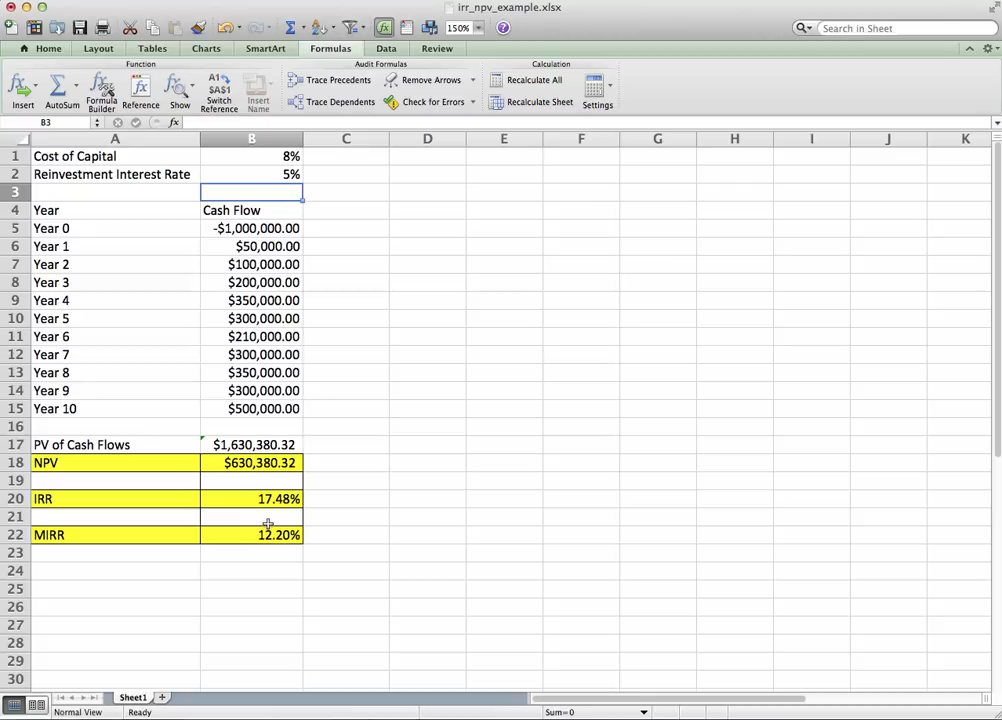 irr_npv_example.xlsx
150%
Search in Sheet
Home Layout Tables Charts SmartArt Formulas Data Review
Function Audit Formulas Calculation
Insert AutoSum Formula Builder Reference Show A1 $A$1 Switch Reference Insert Name
Trace Precedents Remove Arrows Recalculate All
Trace Dependents Check for Errors Recalculate Sheet Settings
B3 fx
A B C D E F G H I J K
1 Cost of Capital 8%
2 Reinvestment Interest Rate 5%
3
4 Year Cash Flow
5 Year 0 -$1,000,000.00
6 Year 1 $50,000.00
7 Year 2 $100,000.00
8 Year 3 $200,000.00
9 Year 4 $350,000.00
10 Year 5 $300,000.00
11 Year 6 $210,000.00
12 Year 7 $300,000.00
13 Year 8 $350,000.00
14 Year 9 $300,000.00
15 Year 10 $500,000.00
16
17 PV of Cash Flows $1,630,380.32
18 NPV $630,380.32
19
20 IRR 17.48%
21
22 MIRR 12.20%
23
24
25
26
27
28
29
30
Sheet1
Normal View Ready Sum=0